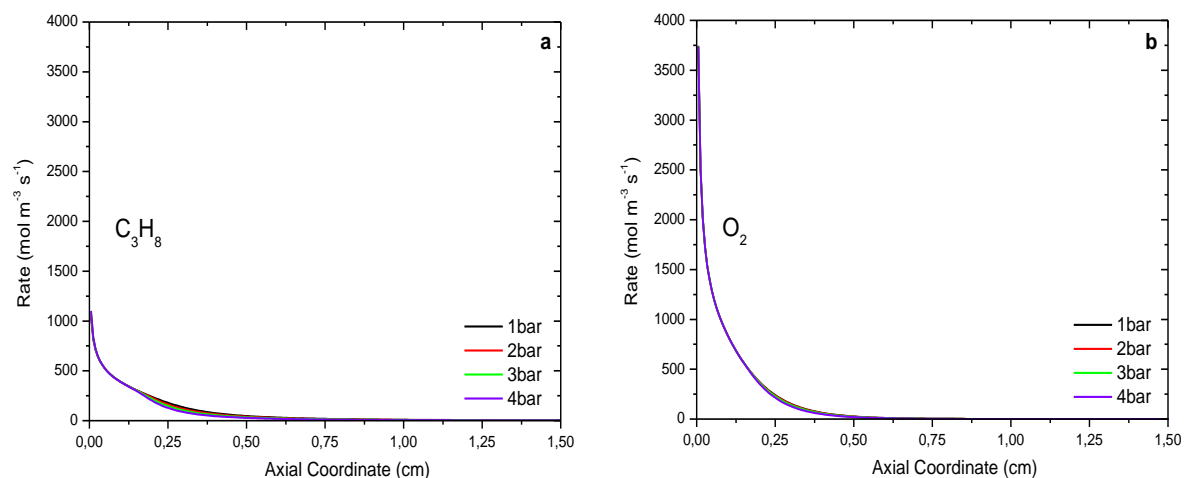 a
4000
3500
3000
2500
2000
1500
1000
500
0
Rate (mol m⁻³ s⁻¹)
C₃H₈
1bar
2bar
3bar
4bar
0,00 0,25 0,50 0,75 1,00 1,25 1,50
Axial Coordinate (cm)
b
4000
3500
3000
2500
2000
1500
1000
500
0
Rate (mol m⁻³ s⁻¹)
O₂
1bar
2bar
3bar
4bar
0,00 0,25 0,50 0,75 1,00 1,25 1,50
Axial Coordinate (cm)